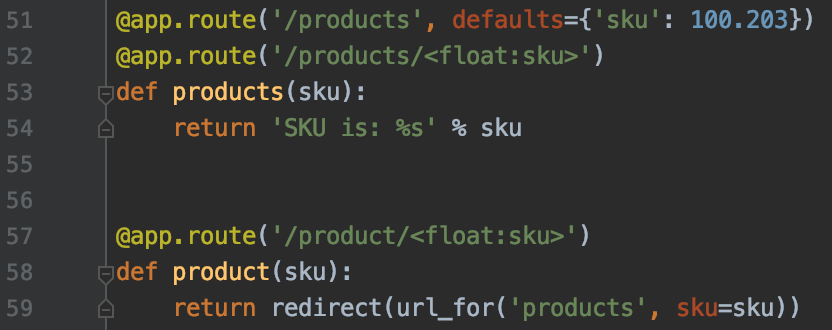 51 @app.route('/products', defaults={'sku': 100.203})
52 @app.route('/products/<float:sku>')
53 def products(sku):
54     return 'SKU is: %s' % sku
55
56
57 @app.route('/product/<float:sku>')
58 def product(sku):
59     return redirect(url_for('products', sku=sku))